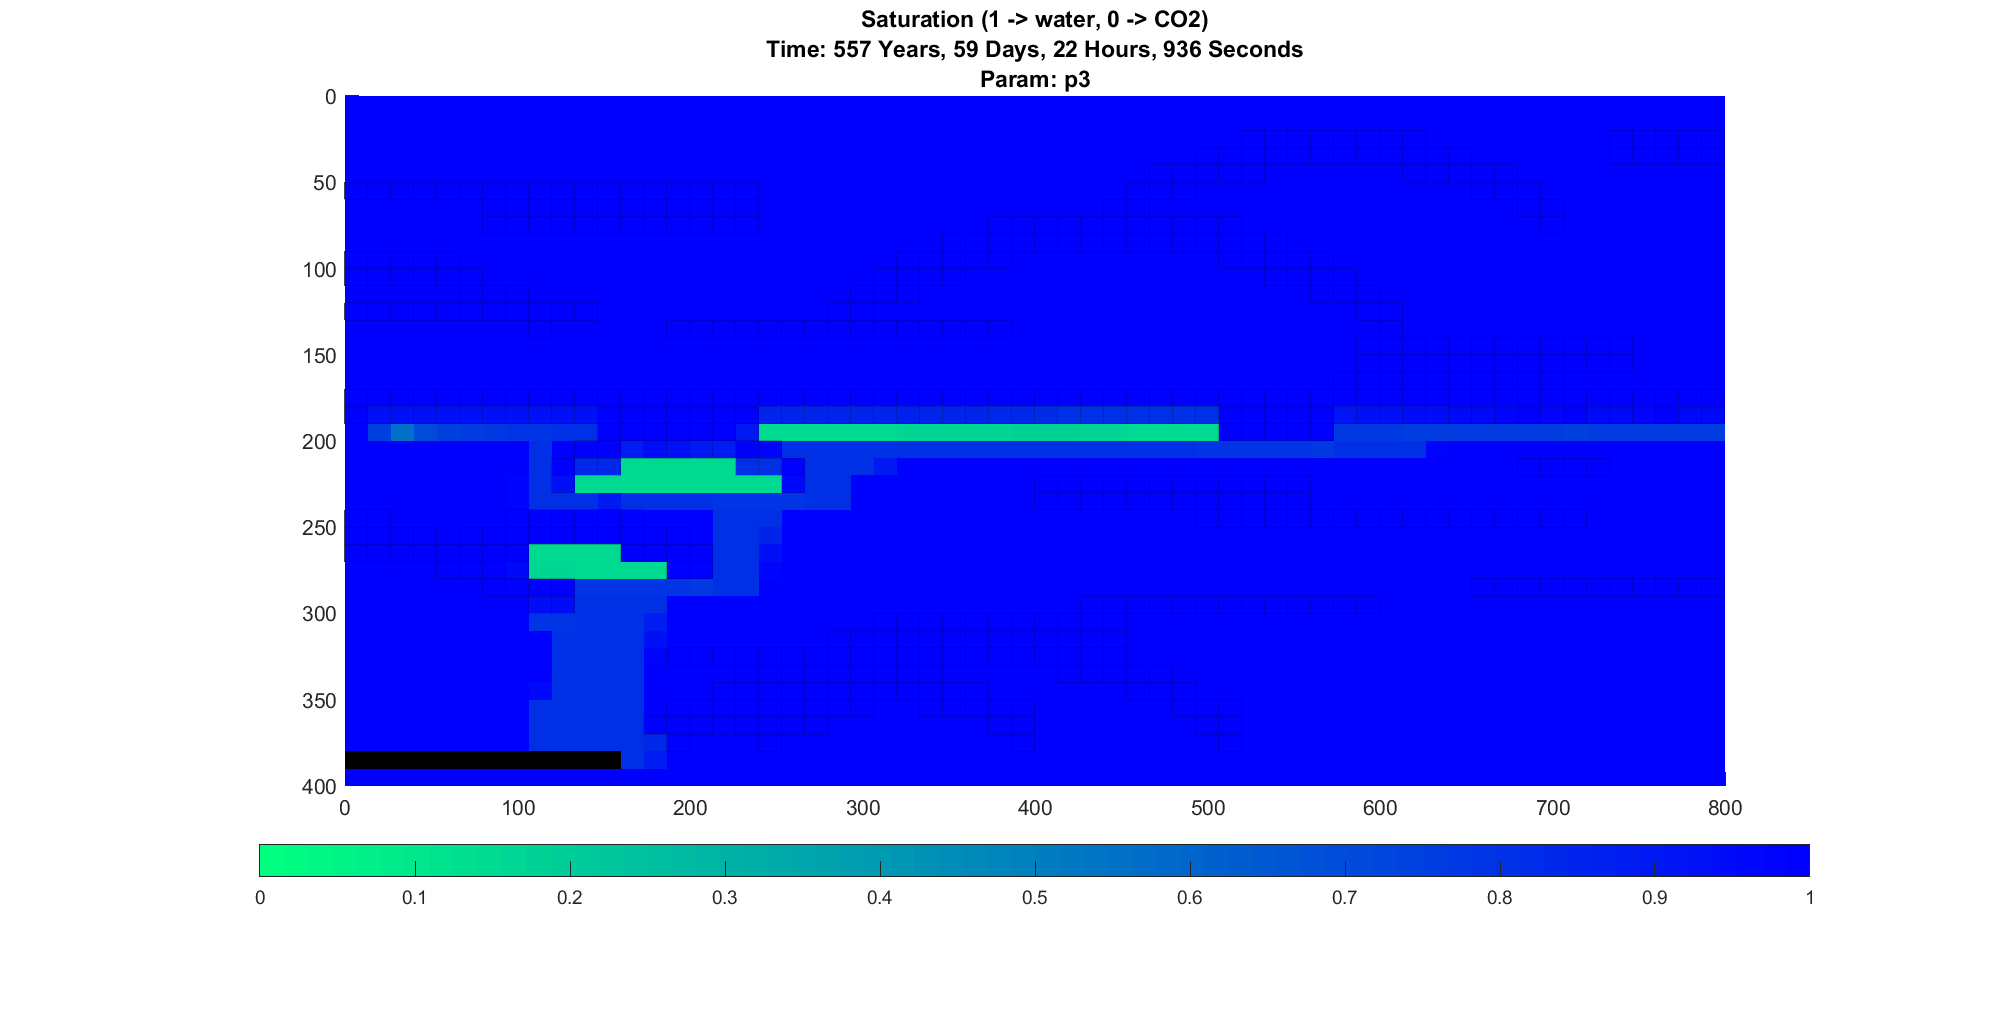 Saturation (1 -> water, 0 -> CO2)
Time: 557 Years, 59 Days, 22 Hours, 936 Seconds
Param: p3
0
50
100
150
200
250
300
350
400
0 100 200 300 400 500 600 700 800
0 0.1 0.2 0.3 0.4 0.5 0.6 0.7 0.8 0.9 1